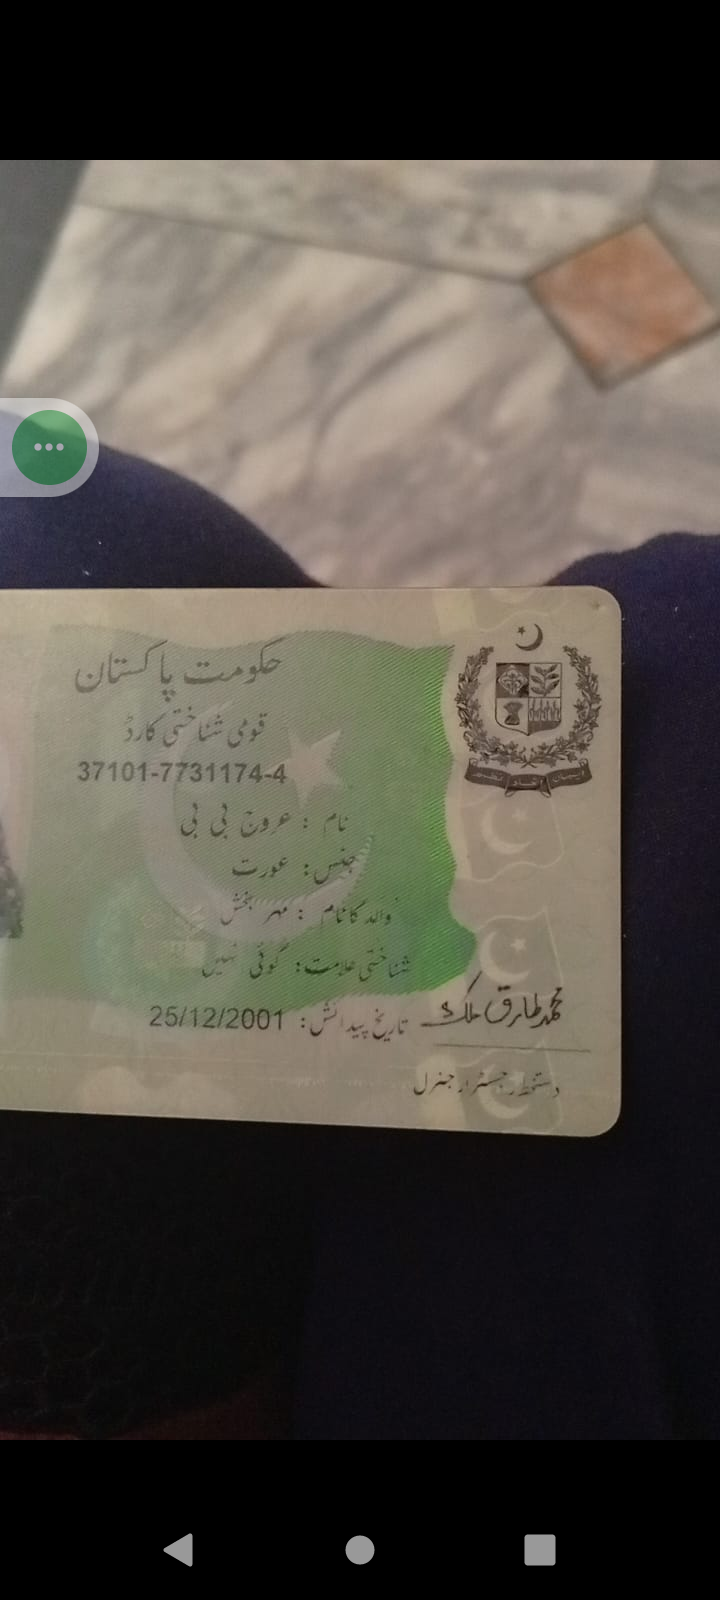 حکومت پاکستان
قومی شناختی کارڈ
37101-7731174-4
نام : عروج بی بی
جنس: عورت
والد کا نام : مہر بخش
شناختی علامت: کوئی نہیں
تاریخ پیدائش: 25/12/2001
ایمان اتحاد نظم
محمد طارق ملک
دستخط رجسٹرار جنرل